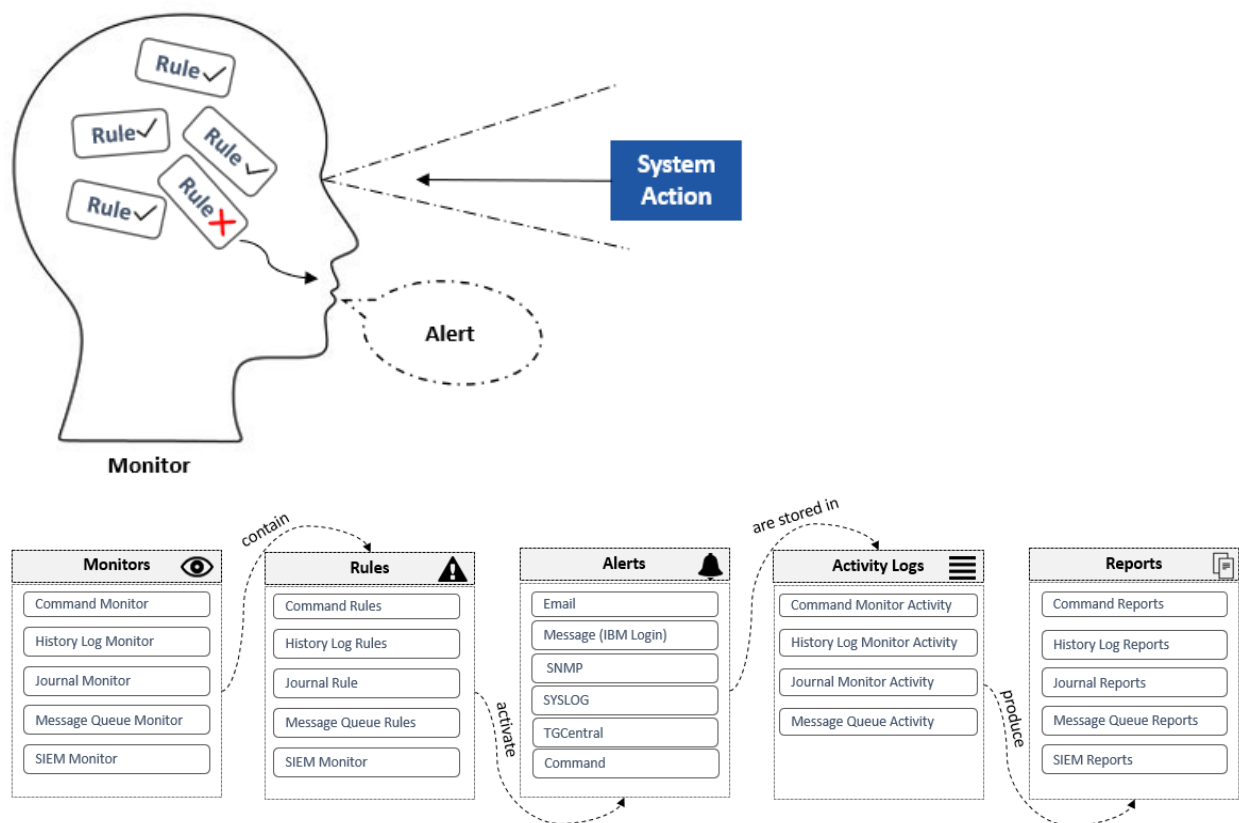 Rule
Rule
Rule
Rule
Rule
System
Action
Alert
Monitor
contain
are stored in
Monitors
Rules
Alerts
Activity Logs
Reports
Command Monitor
History Log Monitor
Journal Monitor
Message Queue Monitor
SIEM Monitor
Command Rules
History Log Rules
Journal Rule
Message Queue Rules
SIEM Monitor
activate
Email
Message (IBM Login)
SNMP
SYSLOG
TGCentral
Command
Command Monitor Activity
History Log Monitor Activity
Journal Monitor Activity
Message Queue Activity
produce
Command Reports
History Log Reports
Journal Reports
Message Queue Reports
SIEM Reports